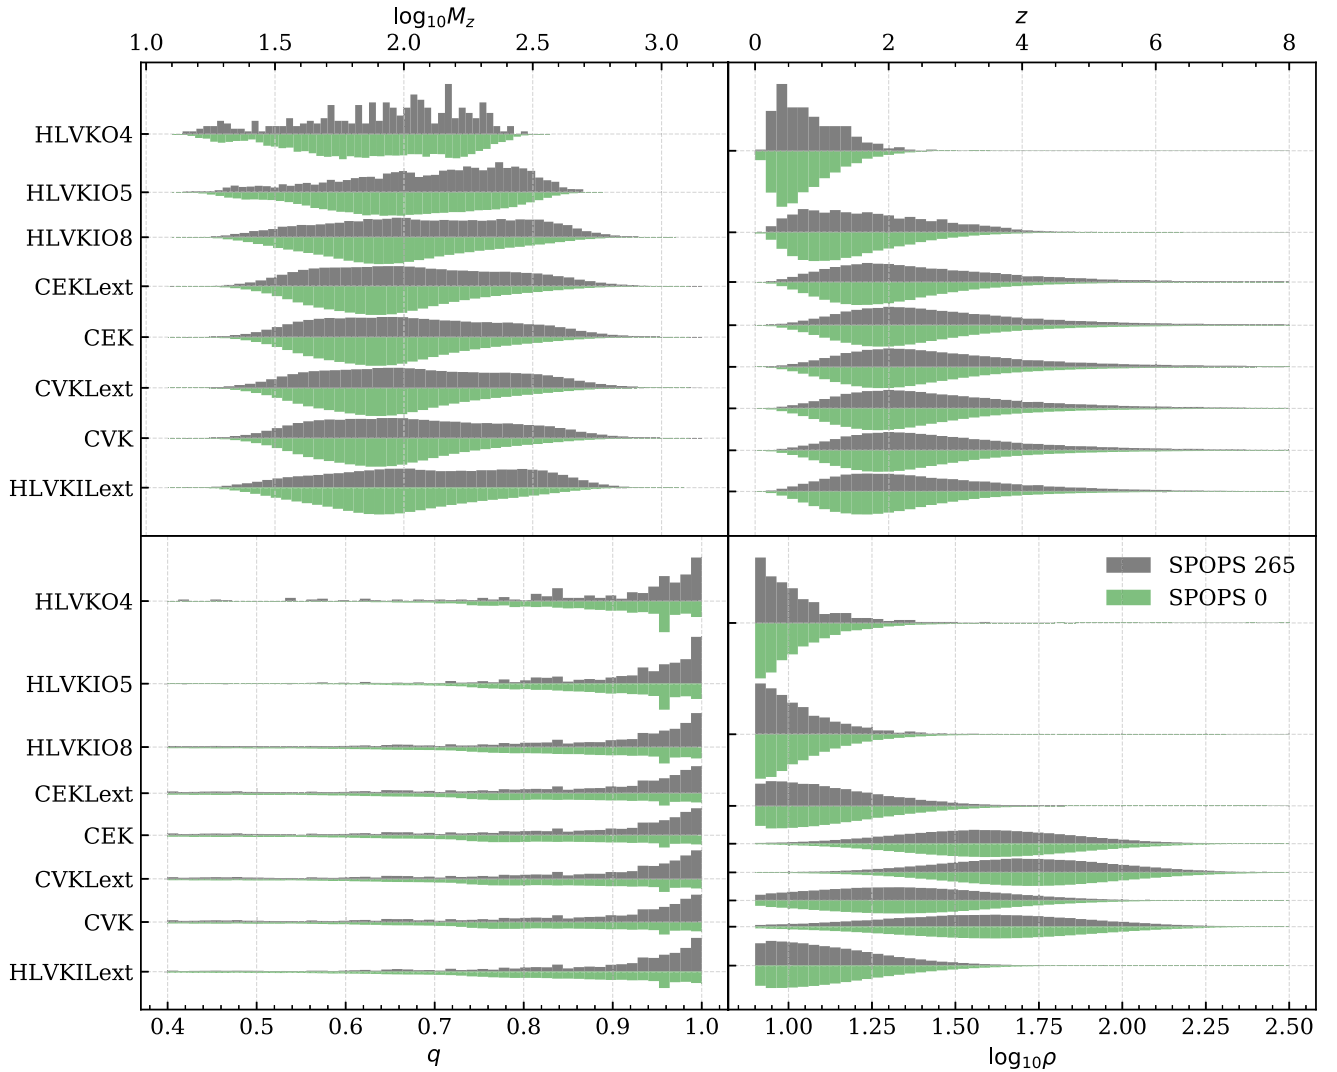 log₁₀M_z
z
1.0 1.5 2.0 2.5 3.0
0 2 4 6 8
HLVKO4
HLVKIO5
HLVKIO8
CEKLext
CEK
CVKLext
CVK
HLVKILext
SPOPS 265
SPOPS 0
HLVKO4
HLVKIO5
HLVKIO8
CEKLext
CEK
CVKLext
CVK
HLVKILext
0.4 0.5 0.6 0.7 0.8 0.9 1.0
1.00 1.25 1.50 1.75 2.00 2.25 2.50
q
log₁₀ρ